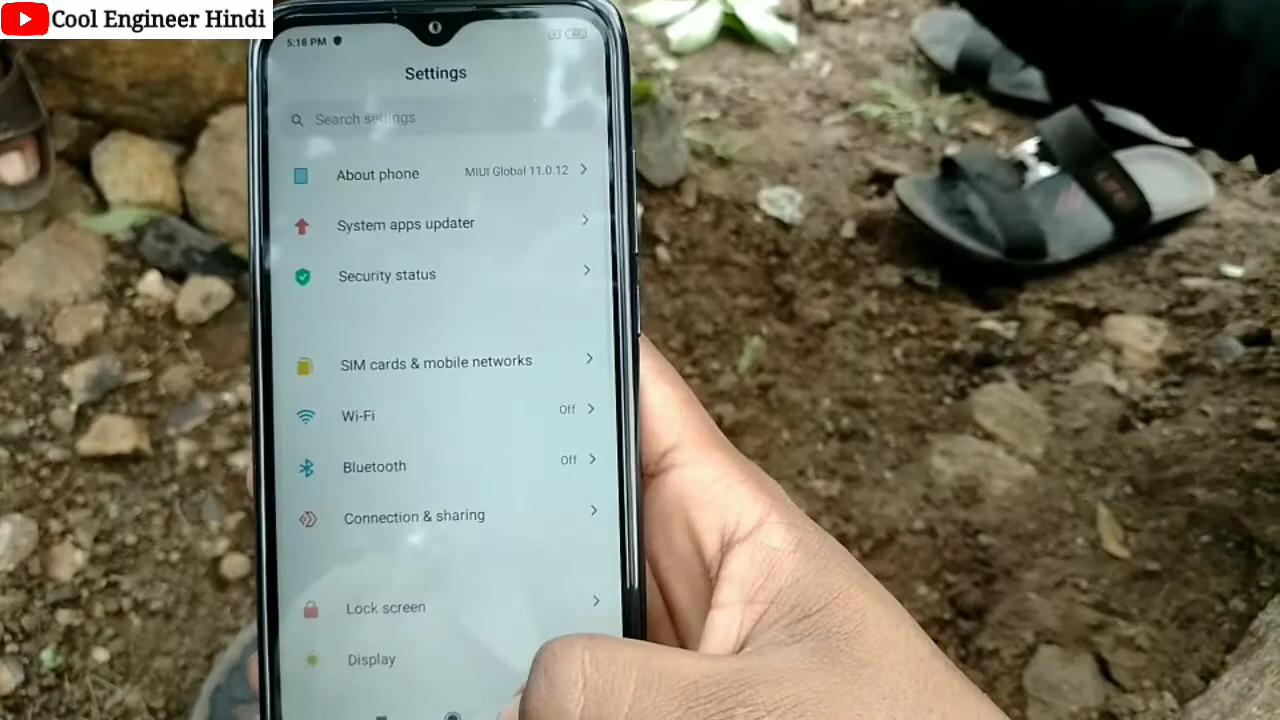 Cool Engineer Hindi
5:18 PM
Settings
Search settings
About phone MIUI Global 11.0.12
System apps updater
Security status
SIM cards & mobile networks
Wi-Fi Off
Bluetooth Off
Connection & sharing
Lock screen
Display